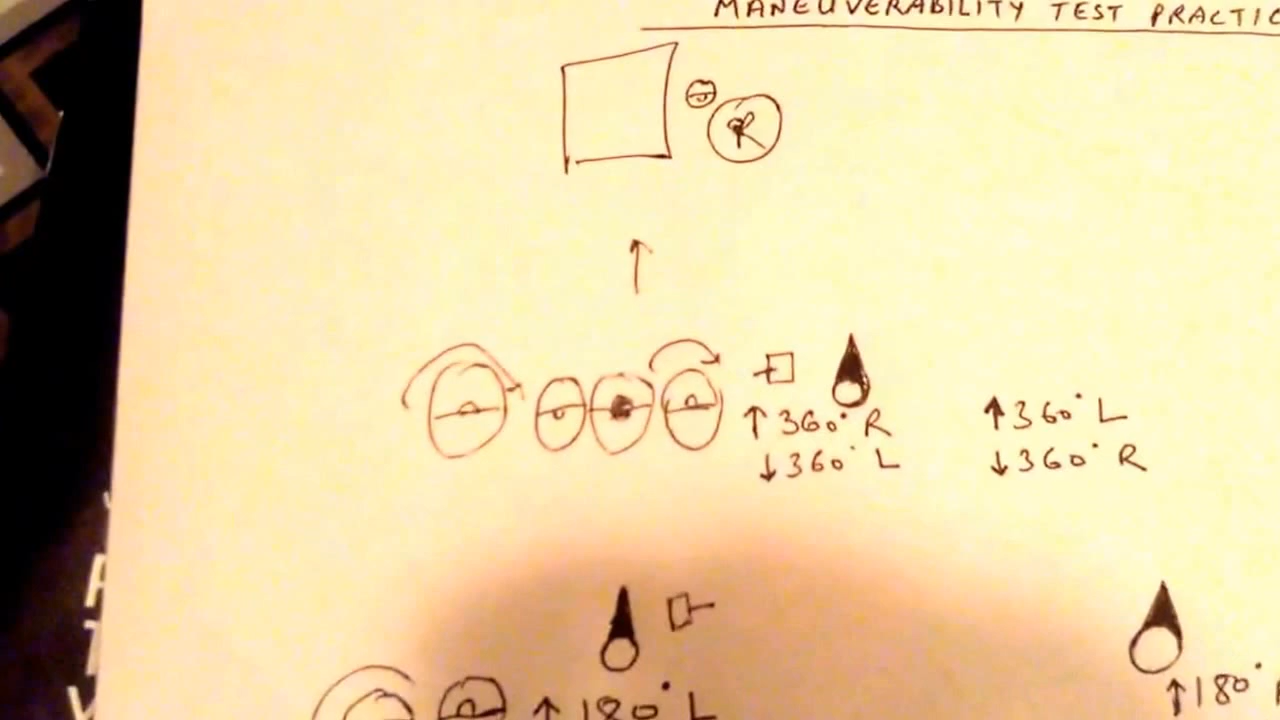 MANEUVERABILITY TEST PRACTIC
R
↑360° R
↓360° L
↑360° L
↓360° R
↑180° L
↑180°